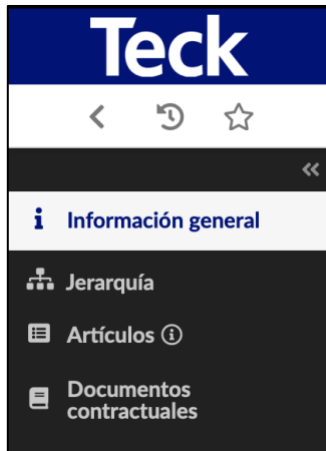 Teck
Información general
Jerarquía
Artículos
Documentos
contractuales